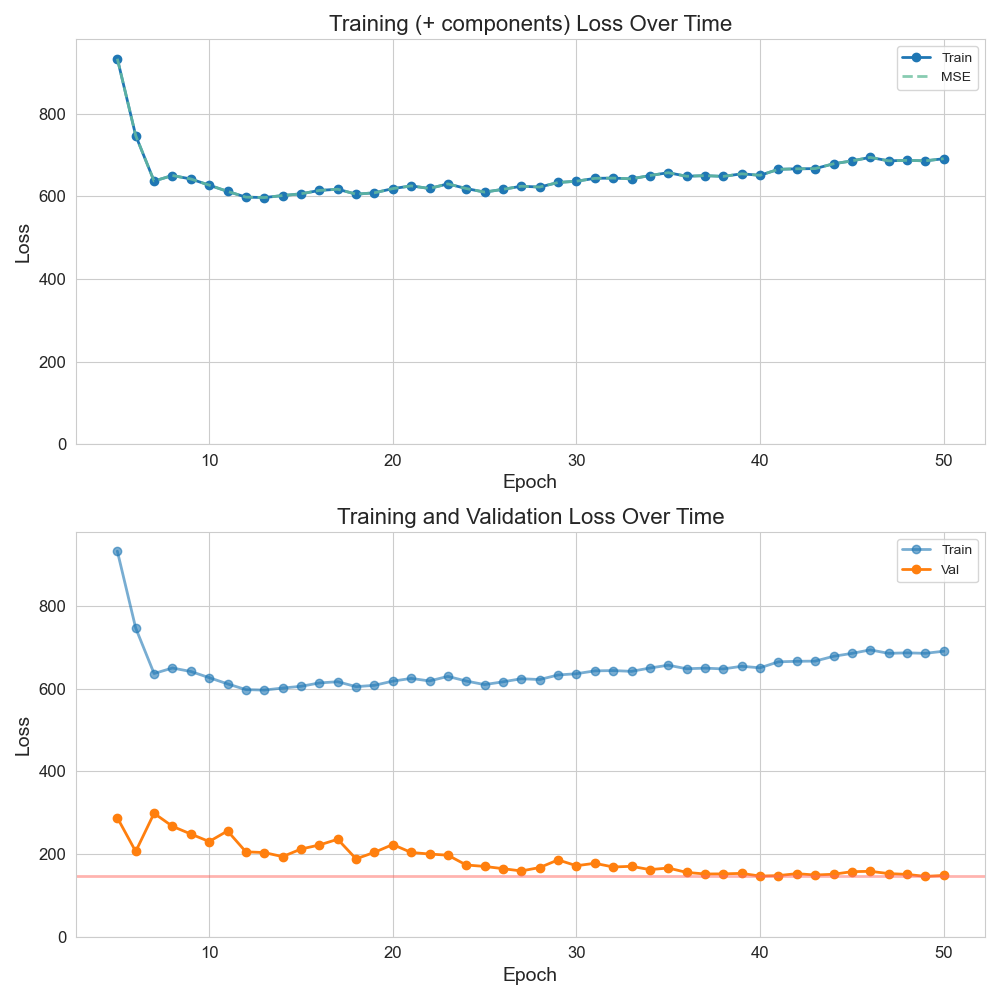 Training (+ components) Loss Over Time
Train
MSE
Loss
800
600
400
200
0
10 20 30 40 50
Epoch
Training and Validation Loss Over Time
Train
Val
Loss
800
600
400
200
0
10 20 30 40 50
Epoch